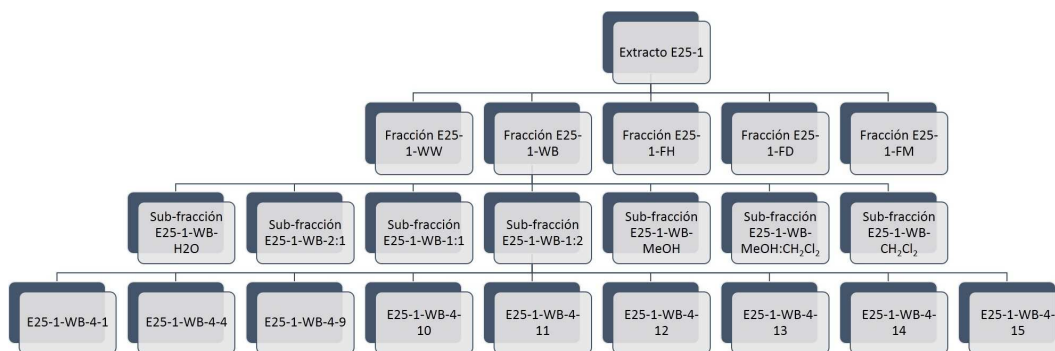 Extracto E25-1
Fracción E25-
1-WW
Fracción E25-
1-WB
Fracción E25-
1-FH
Fracción E25-
1-FD
Fracción E25-
1-FM
Sub-fracción
E25-1-WB-
H2O
Sub-fracción
E25-1-WB-2:1
Sub-fracción
E25-1-WB-1:1
Sub-fracción
E25-1-WB-1:2
Sub-fracción
E25-1-WB-
MeOH
Sub-fracción
E25-1-WB-
MeOH:CH₂Cl₂
Sub-fracción
E25-1-WB-
CH₂Cl₂
E25-1-WB-4-1
E25-1-WB-4-4
E25-1-WB-4-9
E25-1-WB-4-
10
E25-1-WB-4-
11
E25-1-WB-4-
12
E25-1-WB-4-
13
E25-1-WB-4-
14
E25-1-WB-4-
15